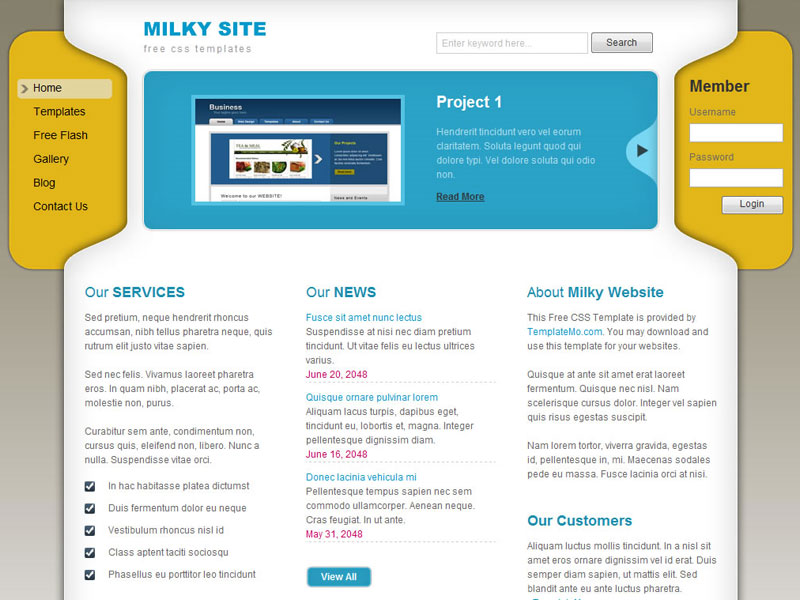 MILKY SITE
free css templates
Enter keyword here...
Search
Home
Templates
Free Flash
Gallery
Blog
Contact Us
Business
Welcome to our WEBSITE!
News and Events
Project 1
Hendrerit tincidunt vero vel eorum
claritatem. Soluta legunt quod qui
dolore typi. Vel dolore soluta qui odio
non.
Read More
Member
Username
Password
Login
Our SERVICES
Sed pretium, neque hendrerit rhoncus
accumsan, nibh tellus pharetra neque, quis
rutrum elit justo vitae sapien.
Sed nec felis. Vivamus laoreet pharetra
eros. In quam nibh, placerat ac, porta ac,
molestie non, purus.
Curabitur sem ante, condimentum non,
cursus quis, eleifend non, libero. Nunc a
nulla. Suspendisse vitae orci.
In hac habitasse platea dictumst
Duis fermentum dolor eu neque
Vestibulum rhoncus nisl id
Class aptent taciti sociosqu
Phasellus eu porttitor leo tincidunt
Our NEWS
Fusce sit amet nunc lectus
Suspendisse at nisi nec diam pretium
tincidunt. Ut vitae felis eu lectus ultrices
varius.
June 20, 2048
Quisque ornare pulvinar lorem
Aliquam lacus turpis, dapibus eget,
tincidunt eu, lobortis et, magna. Integer
pellentesque dignissim diam.
June 16, 2048
Donec lacinia vehicula mi
Pellentesque tempus sapien nec sem
commodo ullamcorper. Aenean neque.
Cras feugiat. In ut ante.
May 31, 2048
View All
About Milky Website
This Free CSS Template is provided by
TemplateMo.com. You may download and
use this template for your websites.
Quisque at ante sit amet erat laoreet
fermentum. Quisque nec nisl. Nam
scelerisque cursus dolor. Integer vel sapien
quis risus egestas suscipit.
Nam lorem tortor, viverra gravida, egestas
id, pellentesque in, mi. Maecenas sodales
pede eu massa. Fusce lacinia orci at nisi.
Our Customers
Aliquam luctus mollis tincidunt. In a nisl sit
amet eros ornare dignissim vel id erat. Duis
semper diam sapien, ut mattis elit. Sed
blandit ante eu ante luctus pharetra.